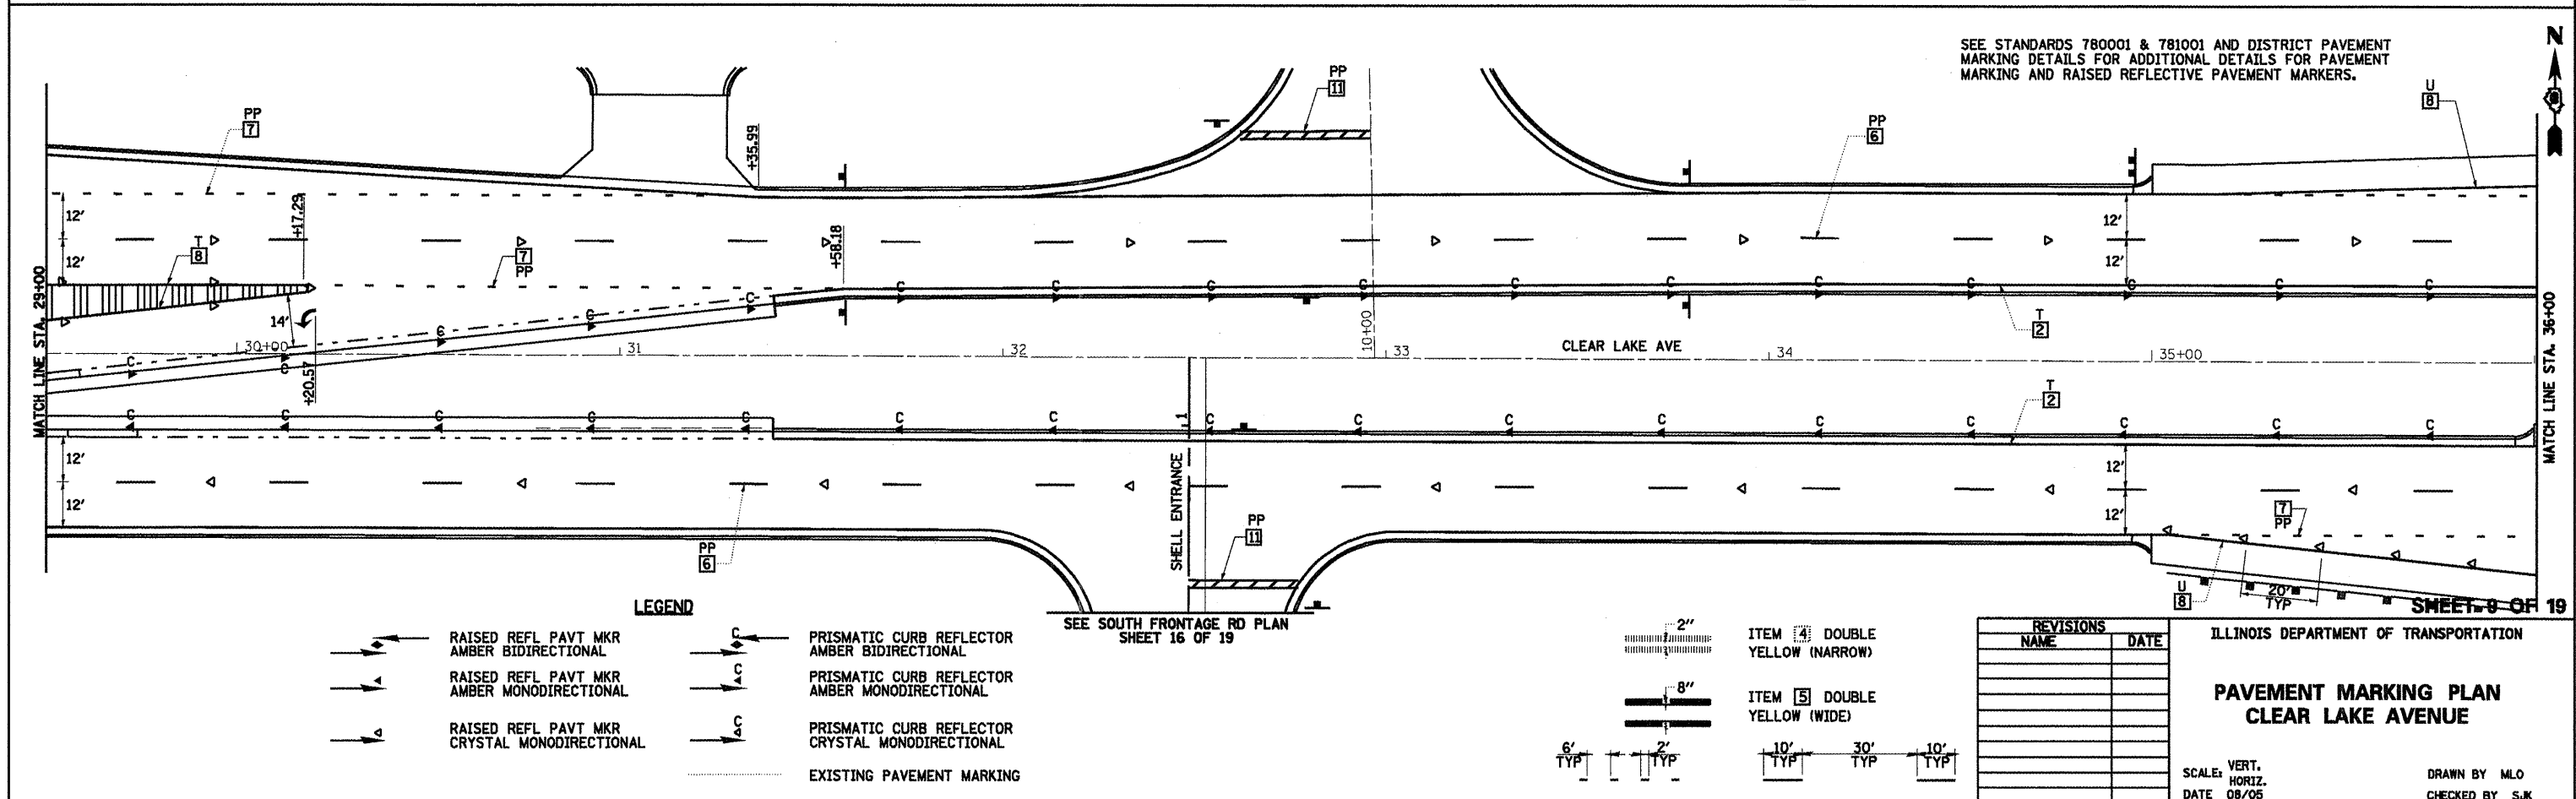 SEE STANDARDS 780001 & 781001 AND DISTRICT PAVEMENT
MARKING DETAILS FOR ADDITIONAL DETAILS FOR PAVEMENT
MARKING AND RAISED REFLECTIVE PAVEMENT MARKERS.
N
PP
7
PP
11
PP
6
U
8
+35.99
+17.29
+58.18
12'
12'
T
8
7
PP
12'
12'
MATCH LINE STA. 29+00
MATCH LINE STA. 36+00
C C C C C C C C C C C
C C C C C
14'
T
2
30+00
31
32
10+00
33
CLEAR LAKE AVE
34
35+00
+20.57
T
2
C C C C C C C C C C C C C C C C
12'
12'
SHELL ENTRANCE
12'
12'
PP
6
PP
11
7
PP
U
8
20'
TYP
SHEET 9 OF 19
SEE SOUTH FRONTAGE RD PLAN
SHEET 16 OF 19
LEGEND
RAISED REFL PAVT MKR
AMBER BIDIRECTIONAL
RAISED REFL PAVT MKR
AMBER MONODIRECTIONAL
RAISED REFL PAVT MKR
CRYSTAL MONODIRECTIONAL
C
PRISMATIC CURB REFLECTOR
AMBER BIDIRECTIONAL
C
PRISMATIC CURB REFLECTOR
AMBER MONODIRECTIONAL
C
PRISMATIC CURB REFLECTOR
CRYSTAL MONODIRECTIONAL
EXISTING PAVEMENT MARKING
2"
ITEM 4 DOUBLE
YELLOW (NARROW)
8"
ITEM 5 DOUBLE
YELLOW (WIDE)
6' TYP
2' TYP
10' TYP
30' TYP
10' TYP
REVISIONS
NAME DATE
ILLINOIS DEPARTMENT OF TRANSPORTATION
PAVEMENT MARKING PLAN
CLEAR LAKE AVENUE
SCALE: VERT.
HORIZ.
DATE 08/05
DRAWN BY MLO
CHECKED BY SJK